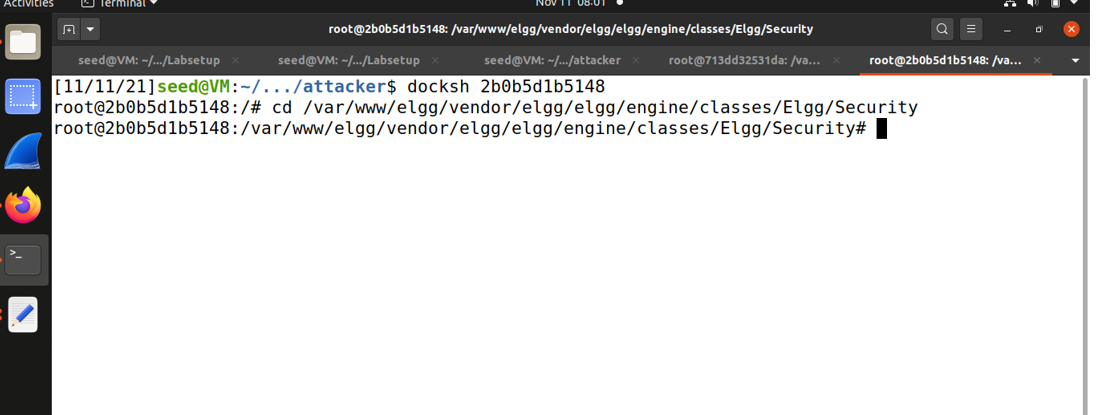 Activities Terminal Nov 11 08:01
root@2b0b5d1b5148: /var/www/elgg/vendor/elgg/elgg/engine/classes/Elgg/Security
seed@VM: ~/.../Labsetup seed@VM: ~/.../Labsetup seed@VM: ~/.../attacker root@713dd32531da: /va... root@2b0b5d1b5148: /va...
[11/11/21]seed@VM:~/.../attacker$ docksh 2b0b5d1b5148
root@2b0b5d1b5148:/# cd /var/www/elgg/vendor/elgg/elgg/engine/classes/Elgg/Security
root@2b0b5d1b5148:/var/www/elgg/vendor/elgg/elgg/engine/classes/Elgg/Security#
>_